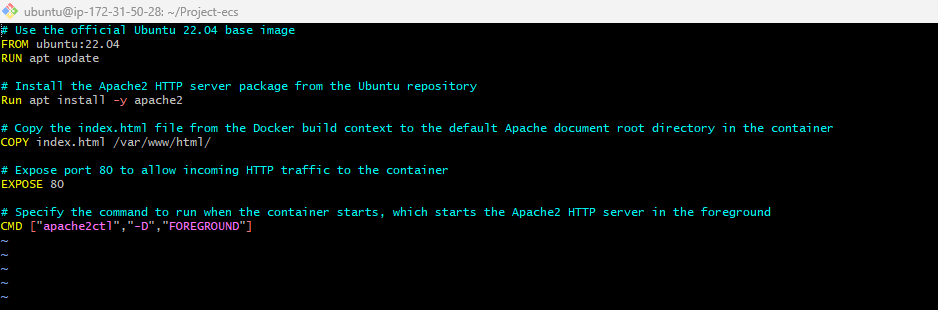 ubuntu@ip-172-31-50-28: ~/Project-ecs
# Use the official Ubuntu 22.04 base image
FROM ubuntu:22.04
RUN apt update
# Install the Apache2 HTTP server package from the Ubuntu repository
Run apt install -y apache2
# Copy the index.html file from the Docker build context to the default Apache document root directory in the container
COPY index.html /var/www/html/
# Expose port 80 to allow incoming HTTP traffic to the container
EXPOSE 80
# Specify the command to run when the container starts, which starts the Apache2 HTTP server in the foreground
CMD ["apache2ctl","-D","FOREGROUND"]
~
~
~
~
~